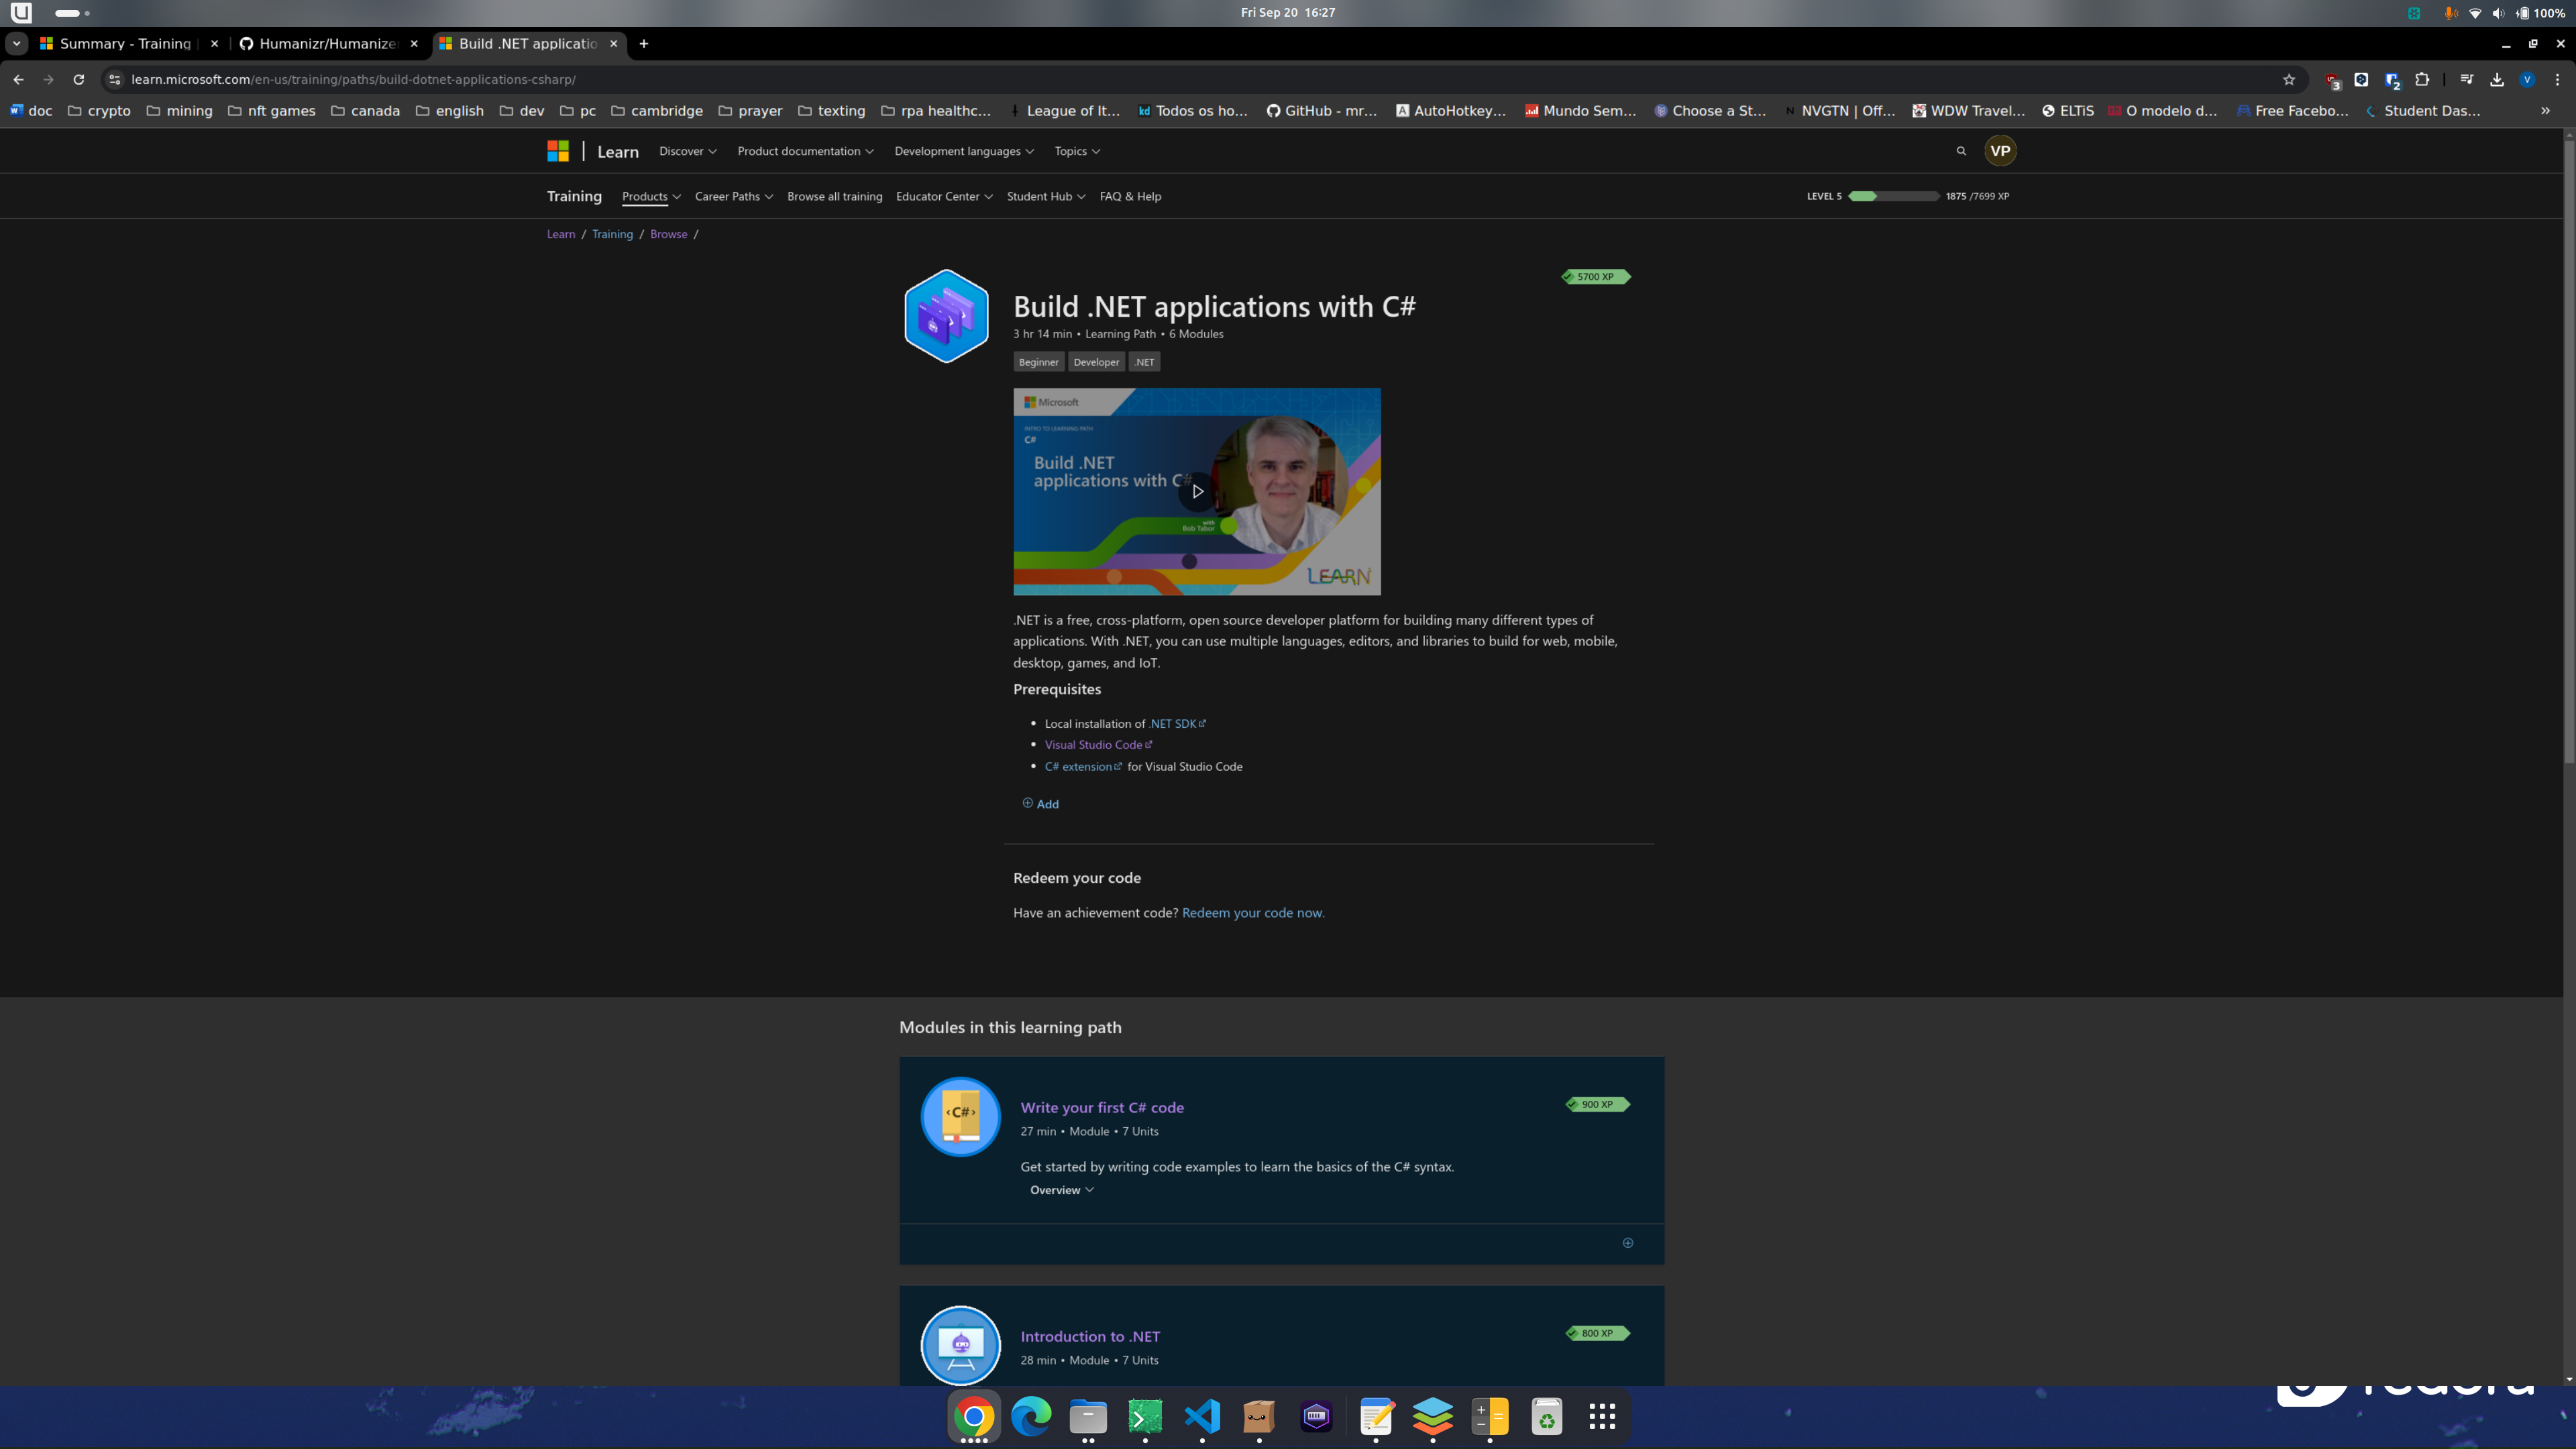 Fri Sep 20 16:27
100%
Summary - Training
Humanizr/Humanize
Build .NET applicatio
learn.microsoft.com/en-us/training/paths/build-dotnet-applications-csharp/
3
2
V
doc
crypto
mining
nft games
canada
english
dev
pc
cambridge
prayer
texting
rpa healthc...
League of It...
kd Todos os ho...
GitHub - mr...
A AutoHotkey...
Mundo Sem...
Choose a St...
N NVGTN | Off...
WDW Travel...
ELTiS
O modelo d...
Free Facebo...
Student Das...
»
Learn
Discover
Product documentation
Development languages
Topics
VP
Training
Products
Career Paths
Browse all training
Educator Center
Student Hub
FAQ & Help
LEVEL 5
1875 /7699 XP
Learn / Training / Browse /
5700 XP
Build .NET applications with C#
3 hr 14 min • Learning Path • 6 Modules
Beginner
Developer
.NET
Microsoft
INTRO TO LEARNING PATH
C#
Build .NET
applications with C#
with
Bob Tabor
LEARN
.NET is a free, cross-platform, open source developer platform for building many different types of
applications. With .NET, you can use multiple languages, editors, and libraries to build for web, mobile,
desktop, games, and IoT.
Prerequisites
• Local installation of .NET SDK
• Visual Studio Code
• C# extension for Visual Studio Code
Add
Redeem your code
Have an achievement code? Redeem your code now.
Modules in this learning path
<C#>
Write your first C# code
900 XP
27 min • Module • 7 Units
Get started by writing code examples to learn the basics of the C# syntax.
Overview
Introduction to .NET
800 XP
28 min • Module • 7 Units